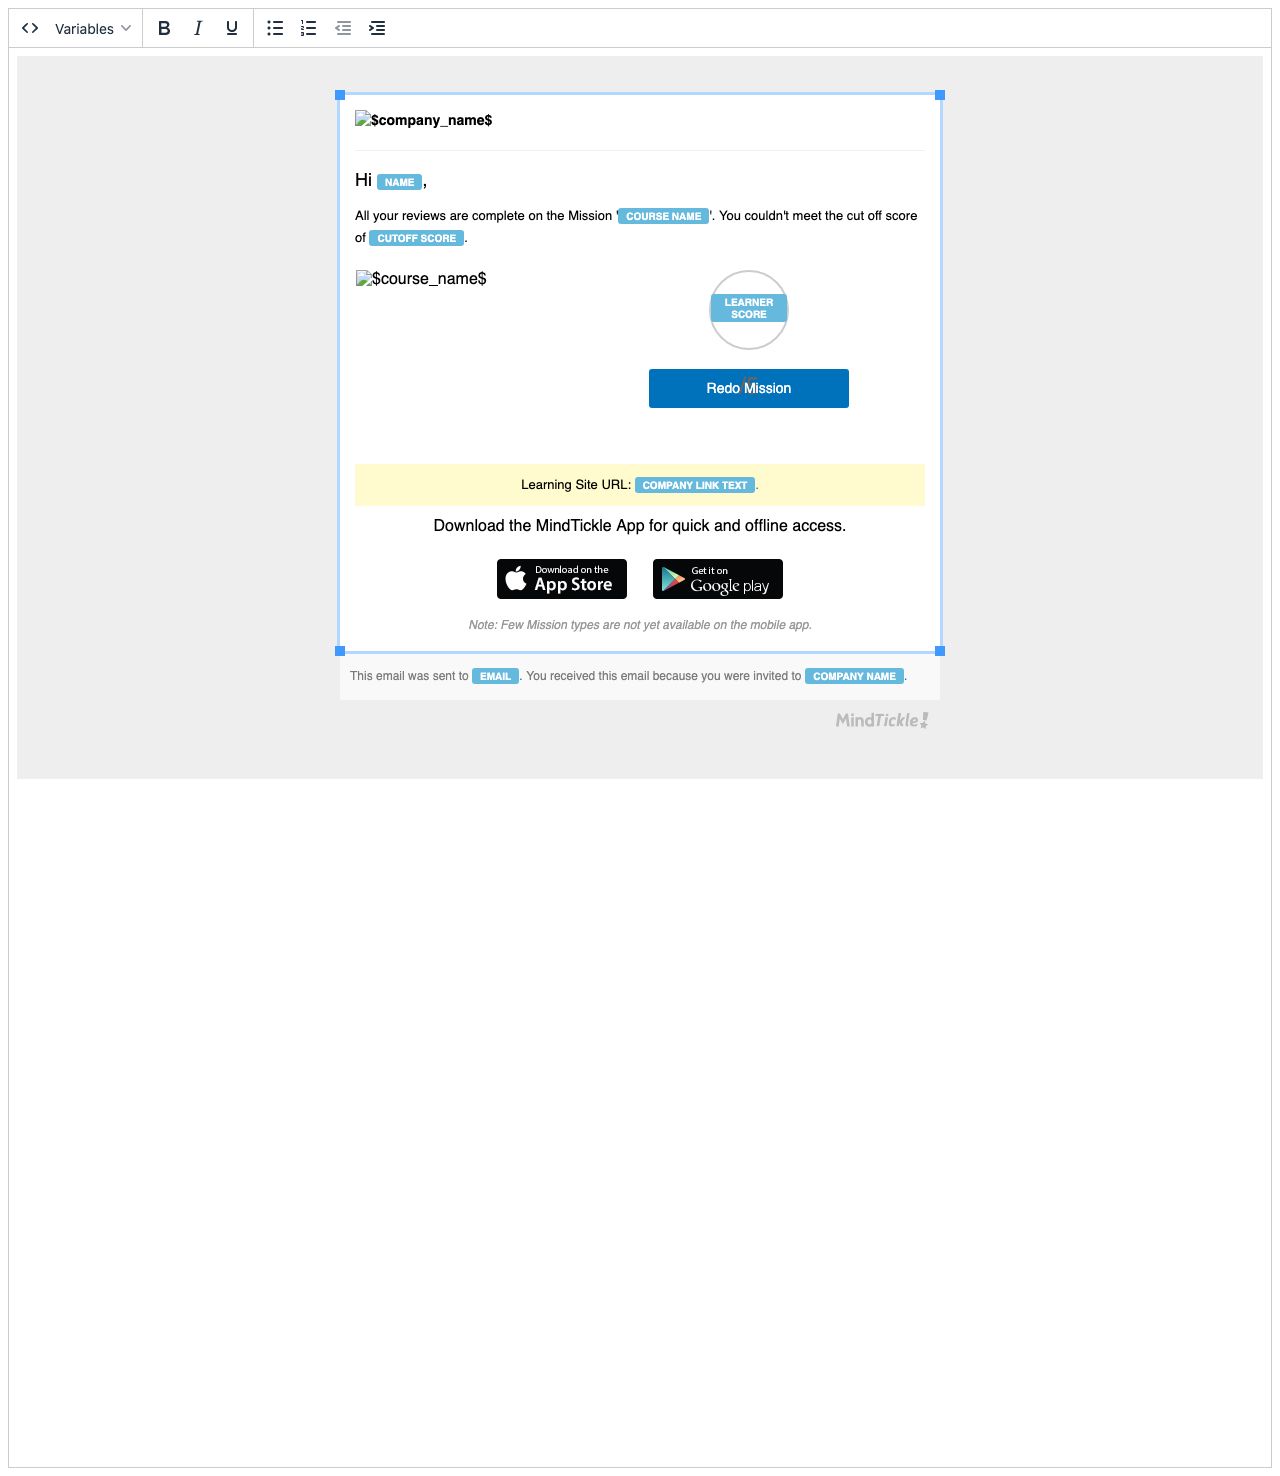 Variables B I U
$company_name$
Hi NAME,
All your reviews are complete on the Mission 'COURSE NAME'. You couldn't meet the cut off score
of CUTOFF SCORE.
$course_name$
LEARNER
SCORE
Redo Mission
Learning Site URL: COMPANY LINK TEXT.
Download the MindTickle App for quick and offline access.
Download on the
App Store
Get it on
Google play
Note: Few Mission types are not yet available on the mobile app.
This email was sent to EMAIL. You received this email because you were invited to COMPANY NAME.
MindTickle!